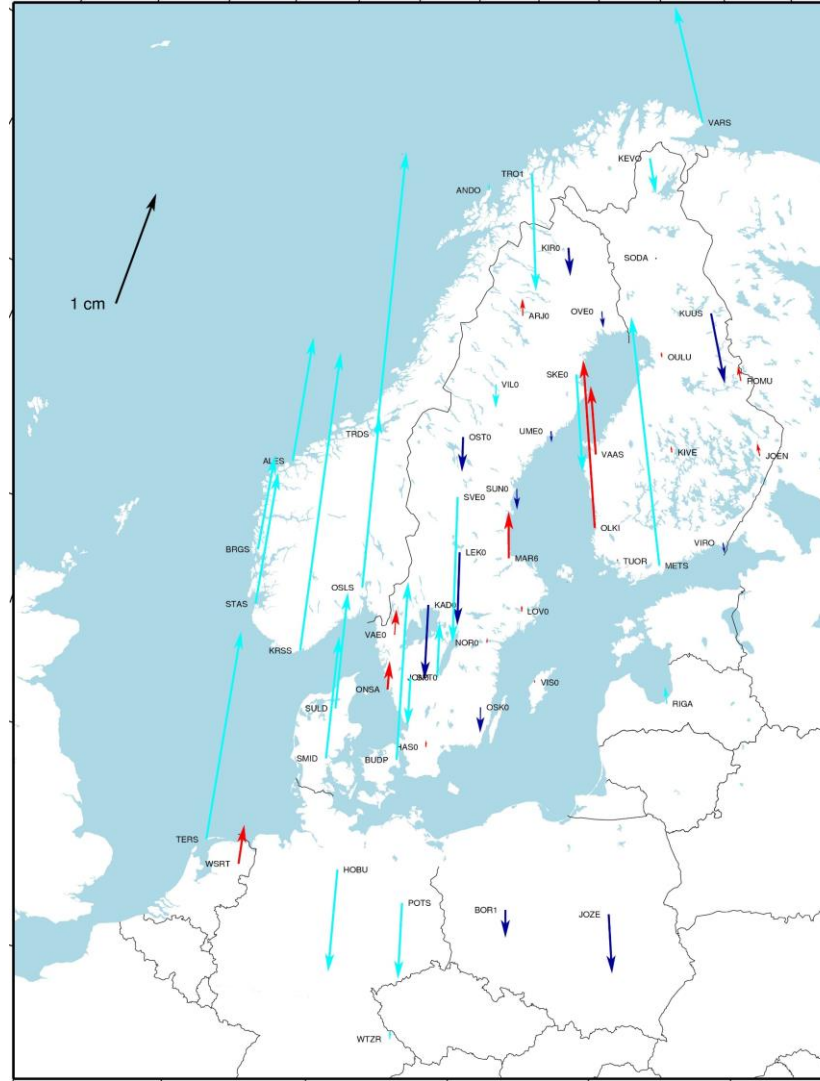 VARS
KEVO
TRO1
ANDO
KIR0
SODA
1 cm
ARJ0
OVE0
KUUS
OULU
ROMU
SKE0
VIL0
TRDS
OST0
UME0
VAAS
KIVE
JOEN
ALES
SUN0
SVE0
OLKI
BRGS
VIRO
LEK0
MAR6
TUOR
METS
OSLS
STAS
KAD0
LOV0
VAE0
NOR0
KRSS
ONSA
VIS0
SULD
OSK0
RIGA
HAS0
SMID
BUDP
TERS
WSRT
HOBU
POTS
BOR1
JOZE
WTZR